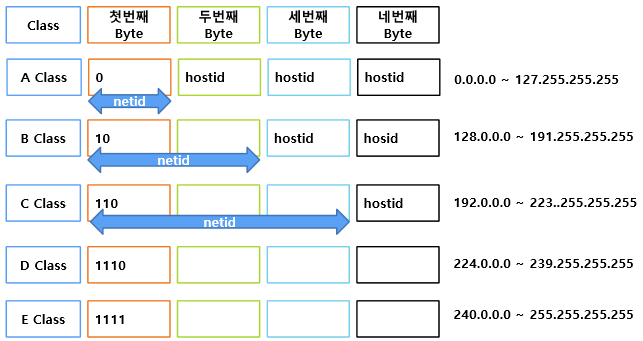 Class 첫번째 Byte 두번째 Byte 세번째 Byte 네번째 Byte
A Class 0 hostid hostid hostid 0.0.0.0 ~ 127.255.255.255
netid
B Class 10 hostid hosid 128.0.0.0 ~ 191.255.255.255
netid
C Class 110 hostid 192.0.0.0 ~ 223..255.255.255
netid
D Class 1110 224.0.0.0 ~ 239.255.255.255
E Class 1111 240.0.0.0 ~ 255.255.255.255